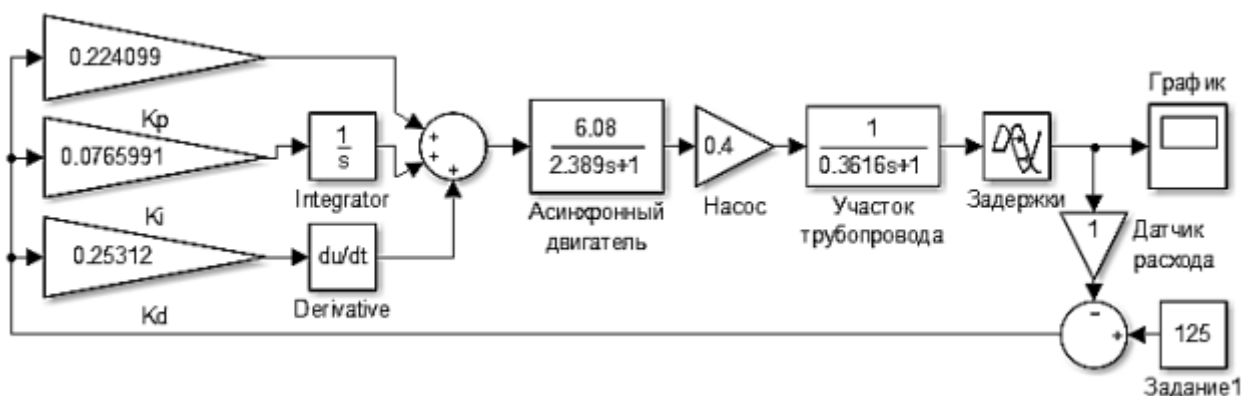 0.224099
Kp
0.0765991
Ki
0.25312
Kd
1
s
Integrator
du/dt
Derivative
+
+
+
6.08
2.389s+1
Асинхронный
двигатель
0.4
Насос
1
0.3616s+1
Участок
трубопровода
Задержки
График
1
Датчик
расхода
−
+
125
Задание1